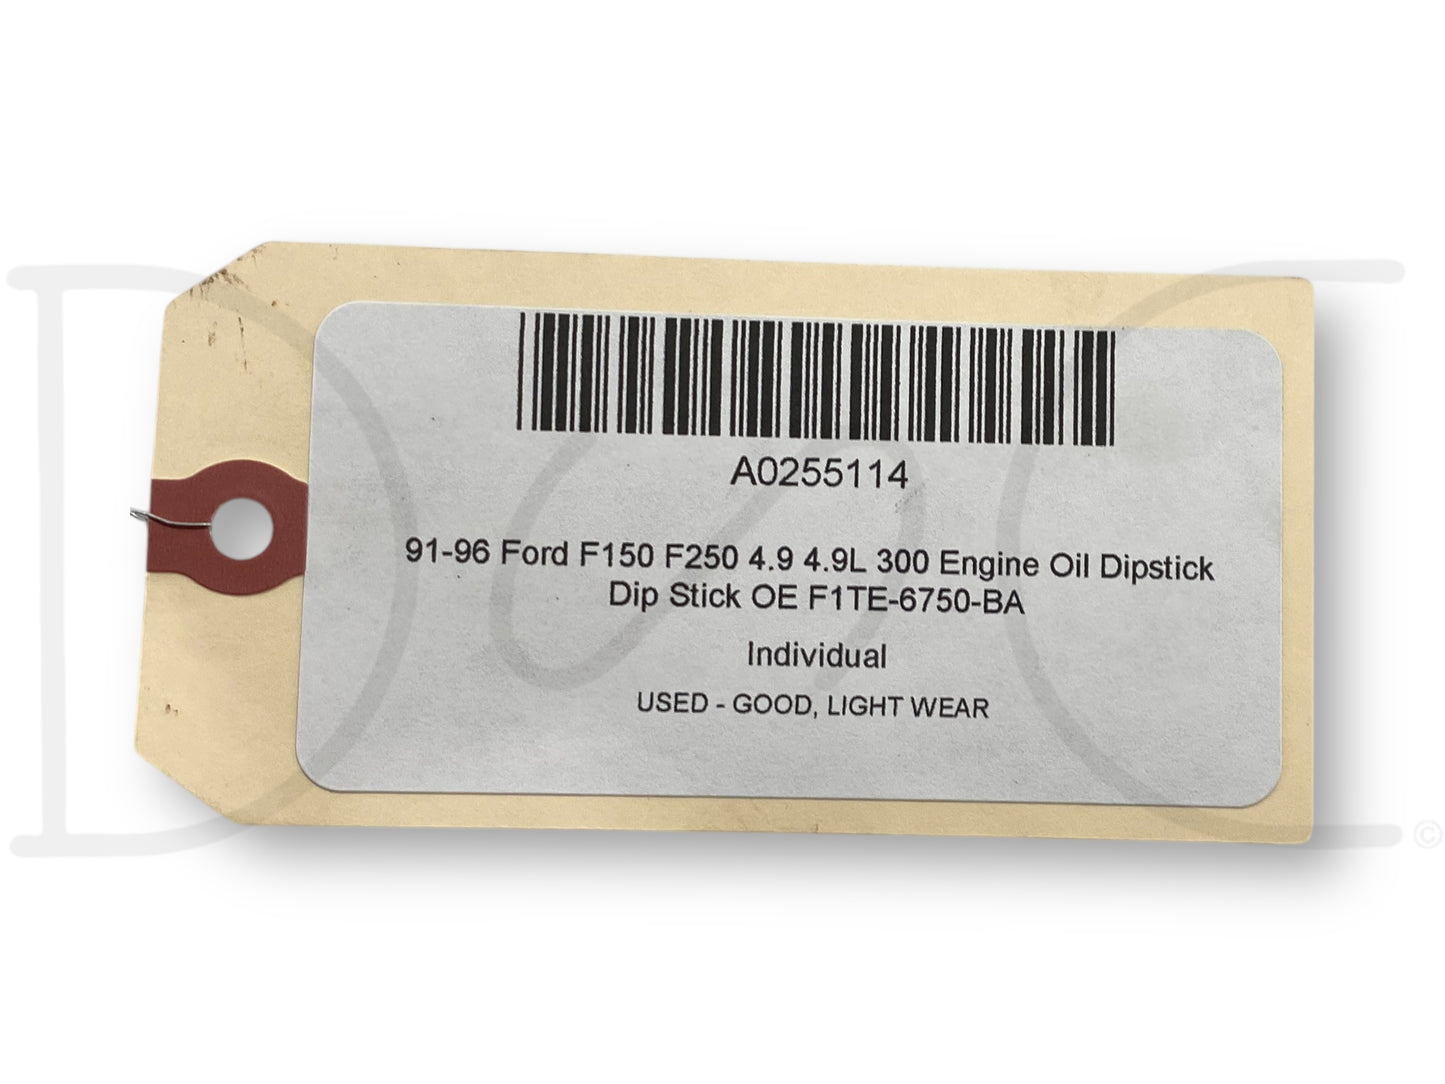 A0255114
91-96 Ford F150 F250 4.9 4.9L 300 Engine Oil Dipstick
Dip Stick OE F1TE-6750-BA
Individual
USED - GOOD, LIGHT WEAR